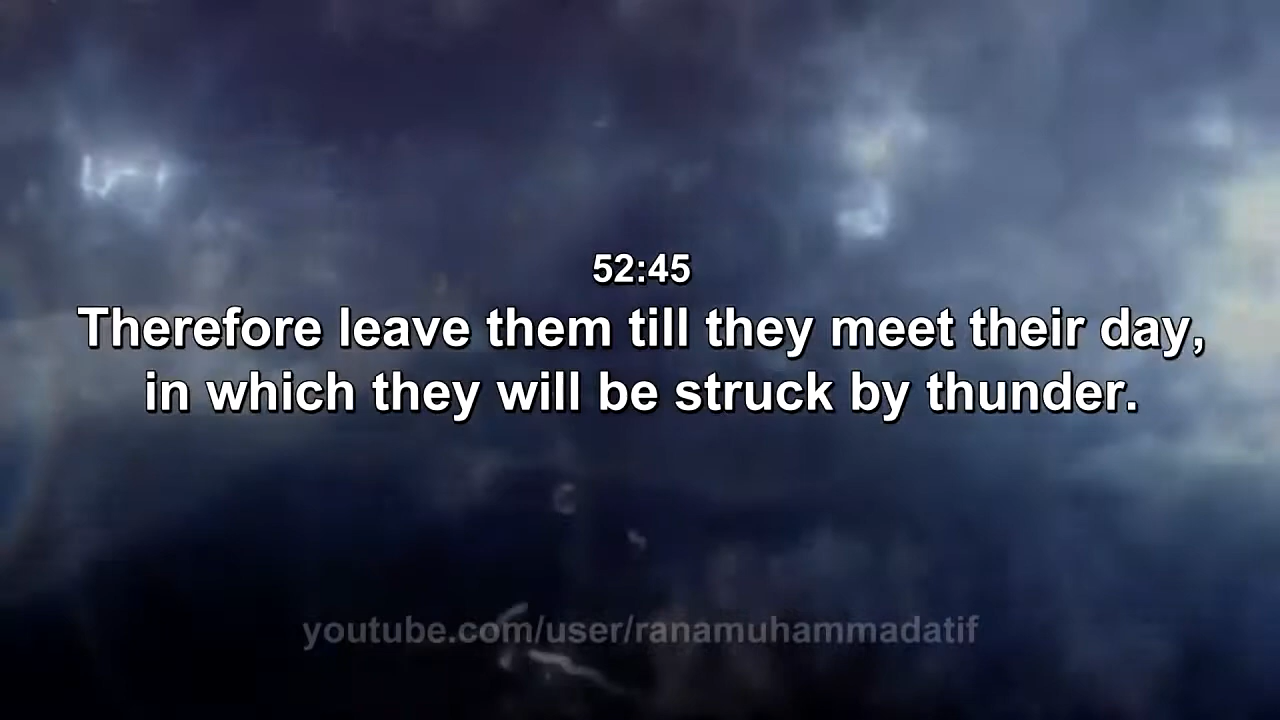 52:45
Therefore leave them till they meet their day,
in which they will be struck by thunder.
youtube.com/user/ranamuhammadatif